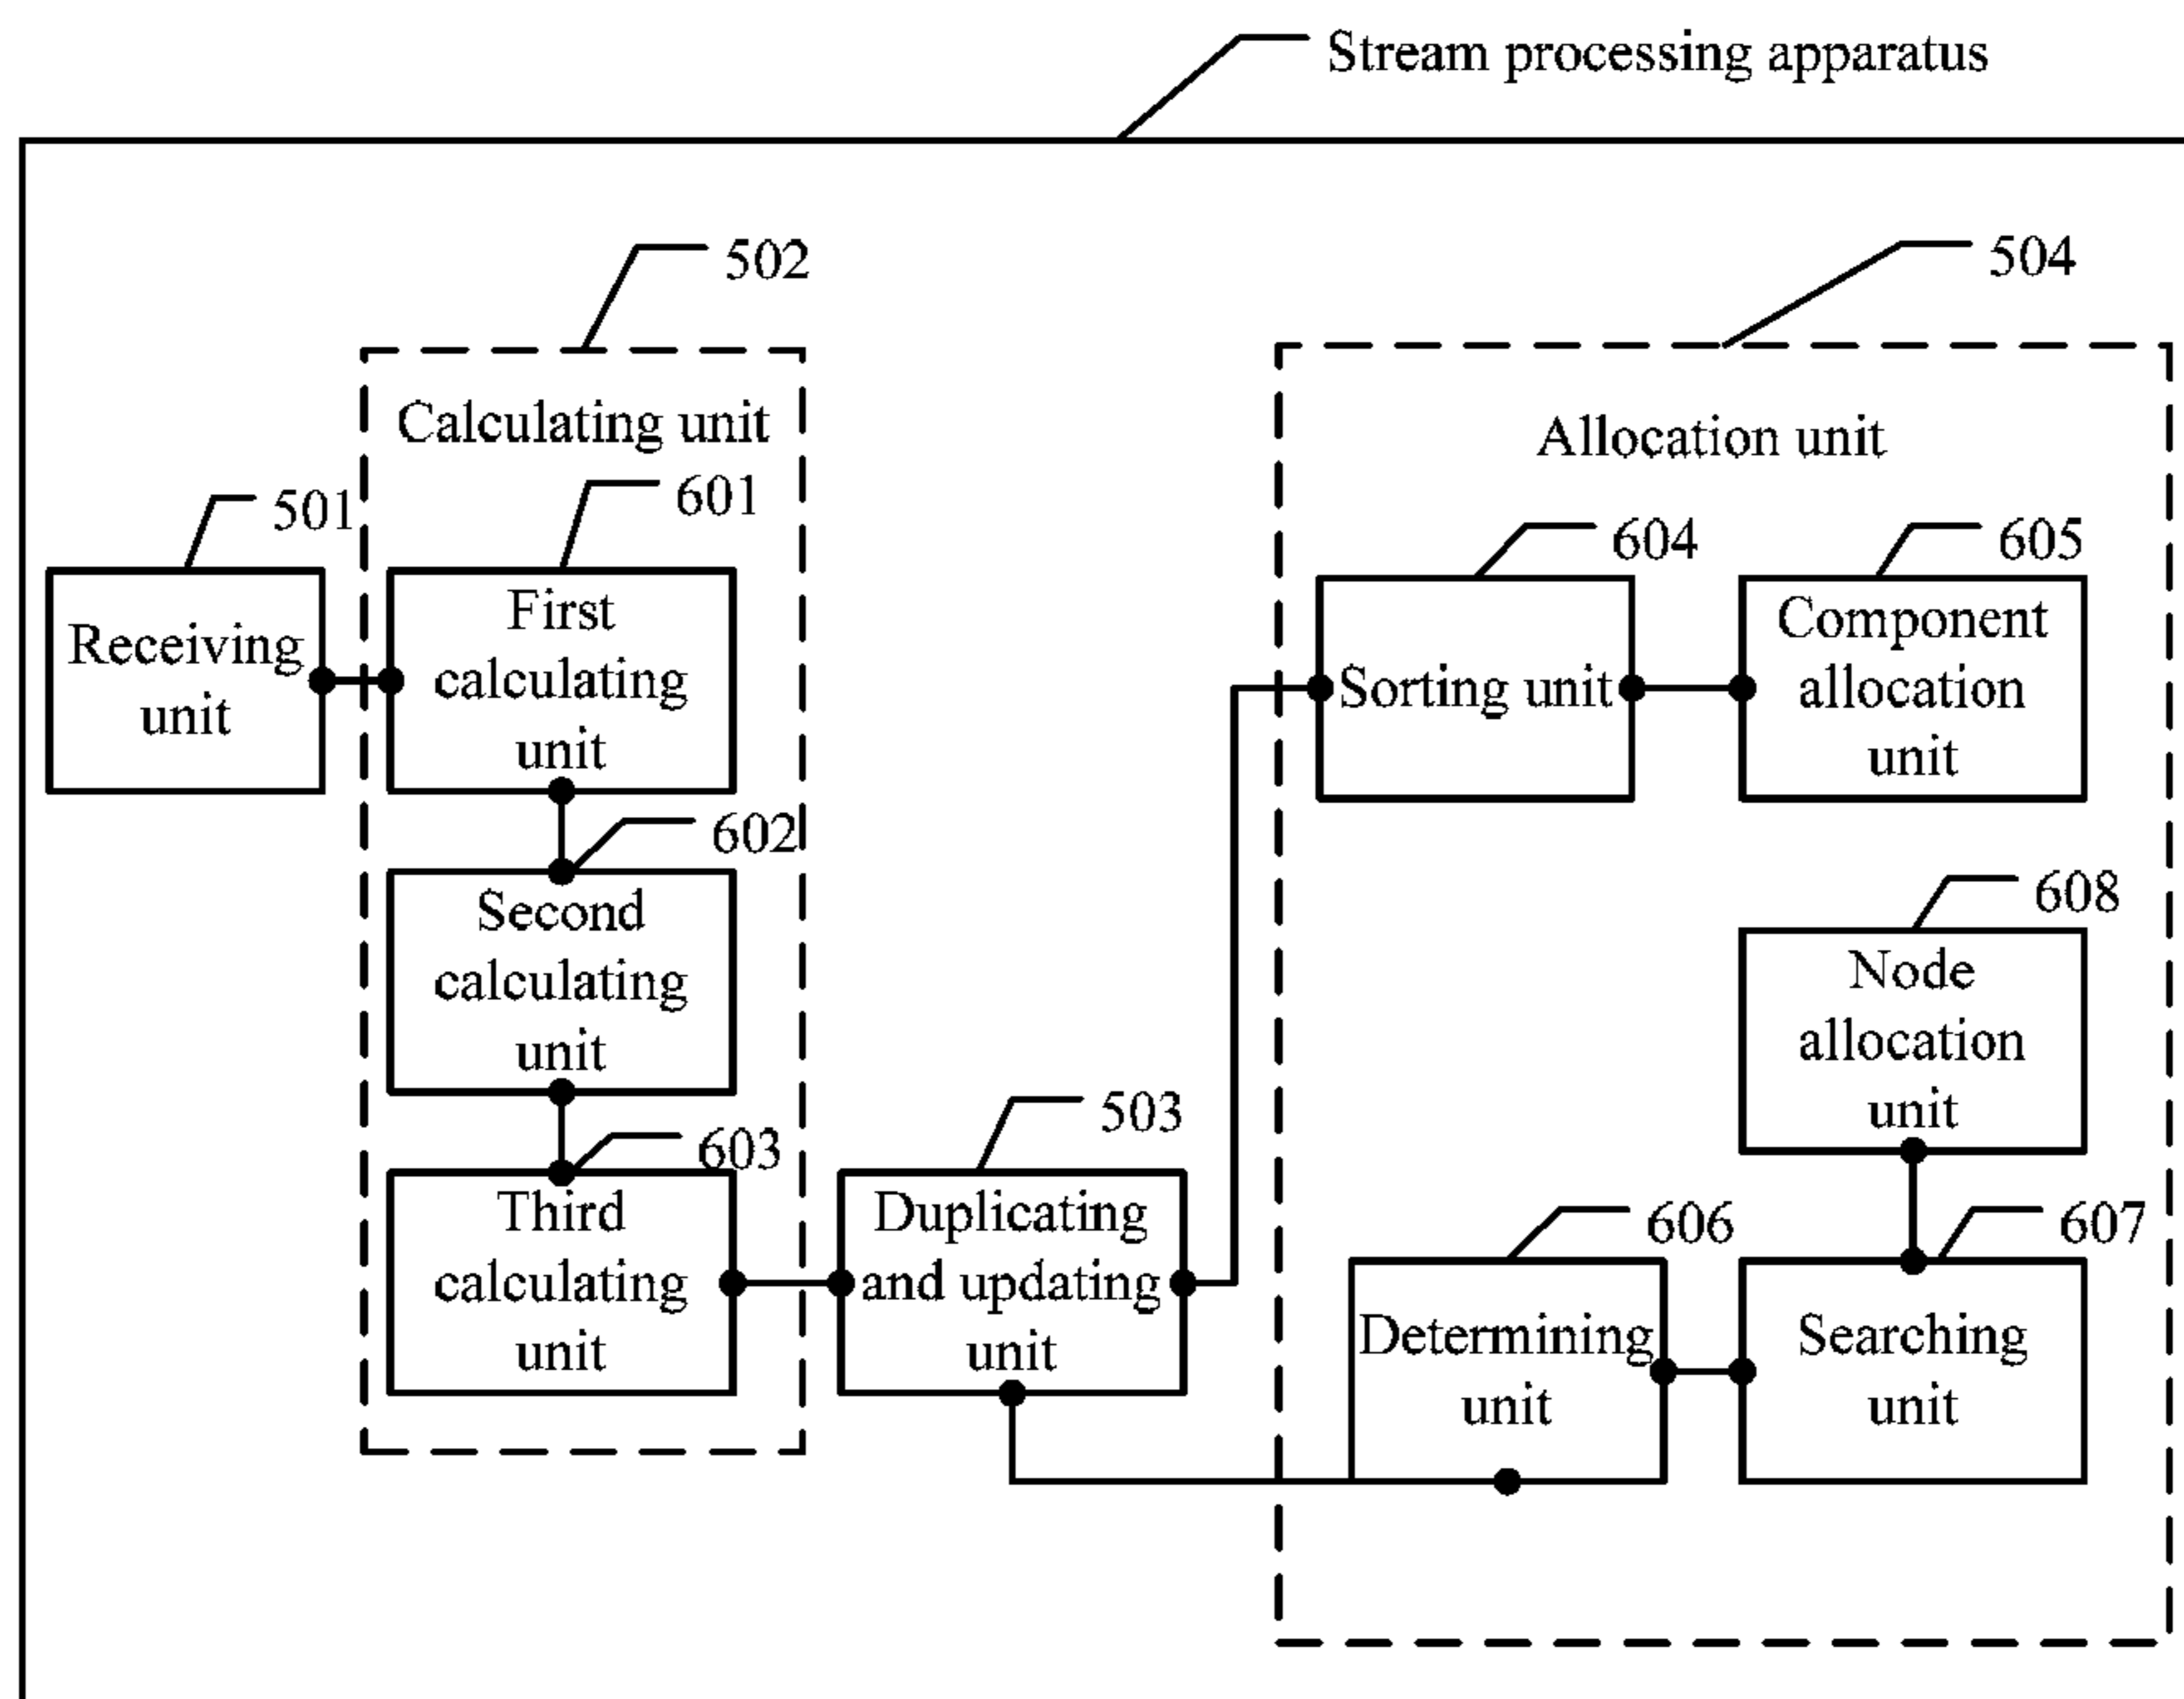 Stream processing apparatus
502
504
Calculating unit
Allocation unit
501
601
604
605
Receiving
unit
First
calculating
unit
Sorting unit
Component
allocation
unit
602
608
Second
calculating
unit
Node
allocation
unit
603
503
606
607
Third
calculating
unit
Duplicating
and updating
unit
Determining
unit
Searching
unit